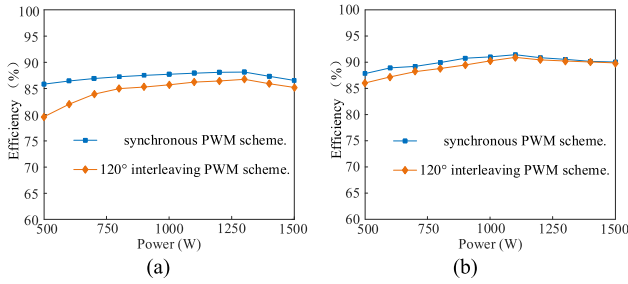 100
95
90
85
80
75
70
65
60
Efficiency (%)
synchronous PWM scheme.
120° interleaving PWM scheme.
500
750
1000
1250
1500
Power (W)
(a)
100
95
90
85
80
75
70
65
60
Efficiency (%)
synchronous PWM scheme.
120° interleaving PWM scheme.
500
750
1000
1250
1500
Power (W)
(b)